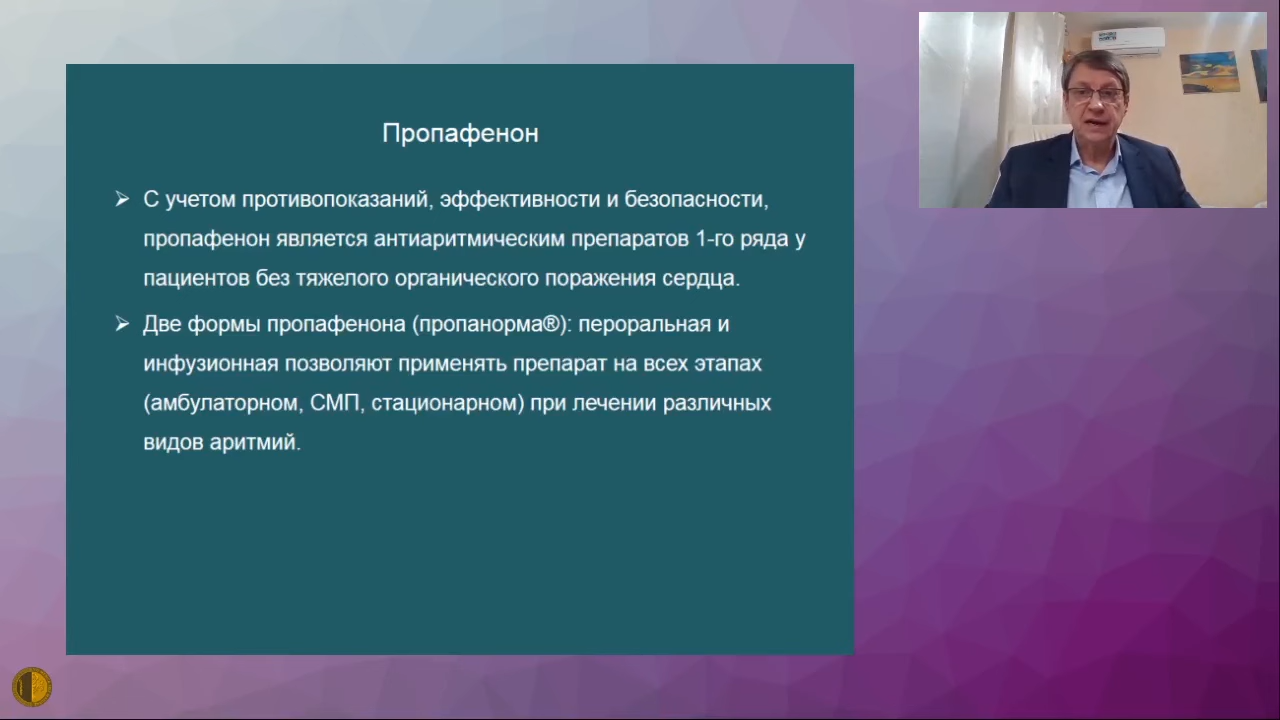 Пропафенон
➢ С учетом противопоказаний, эффективности и безопасности,
пропафенон является антиаритмическим препаратов 1-го ряда у
пациентов без тяжелого органического поражения сердца.
➢ Две формы пропафенона (пропанорма®): пероральная и
инфузионная позволяют применять препарат на всех этапах
(амбулаторном, СМП, стационарном) при лечении различных
видов аритмий.